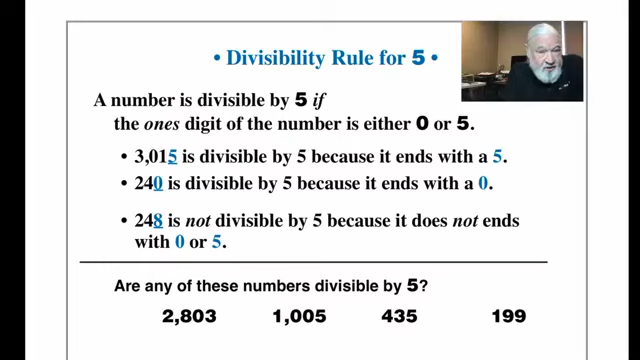 • Divisibility Rule for 5 •
A number is divisible by 5 if
the ones digit of the number is either 0 or 5.
• 3,015 is divisible by 5 because it ends with a 5.
• 240 is divisible by 5 because it ends with a 0.
• 248 is not divisible by 5 because it does not ends
with 0 or 5.
Are any of these numbers divisible by 5?
2,803 1,005 435 199